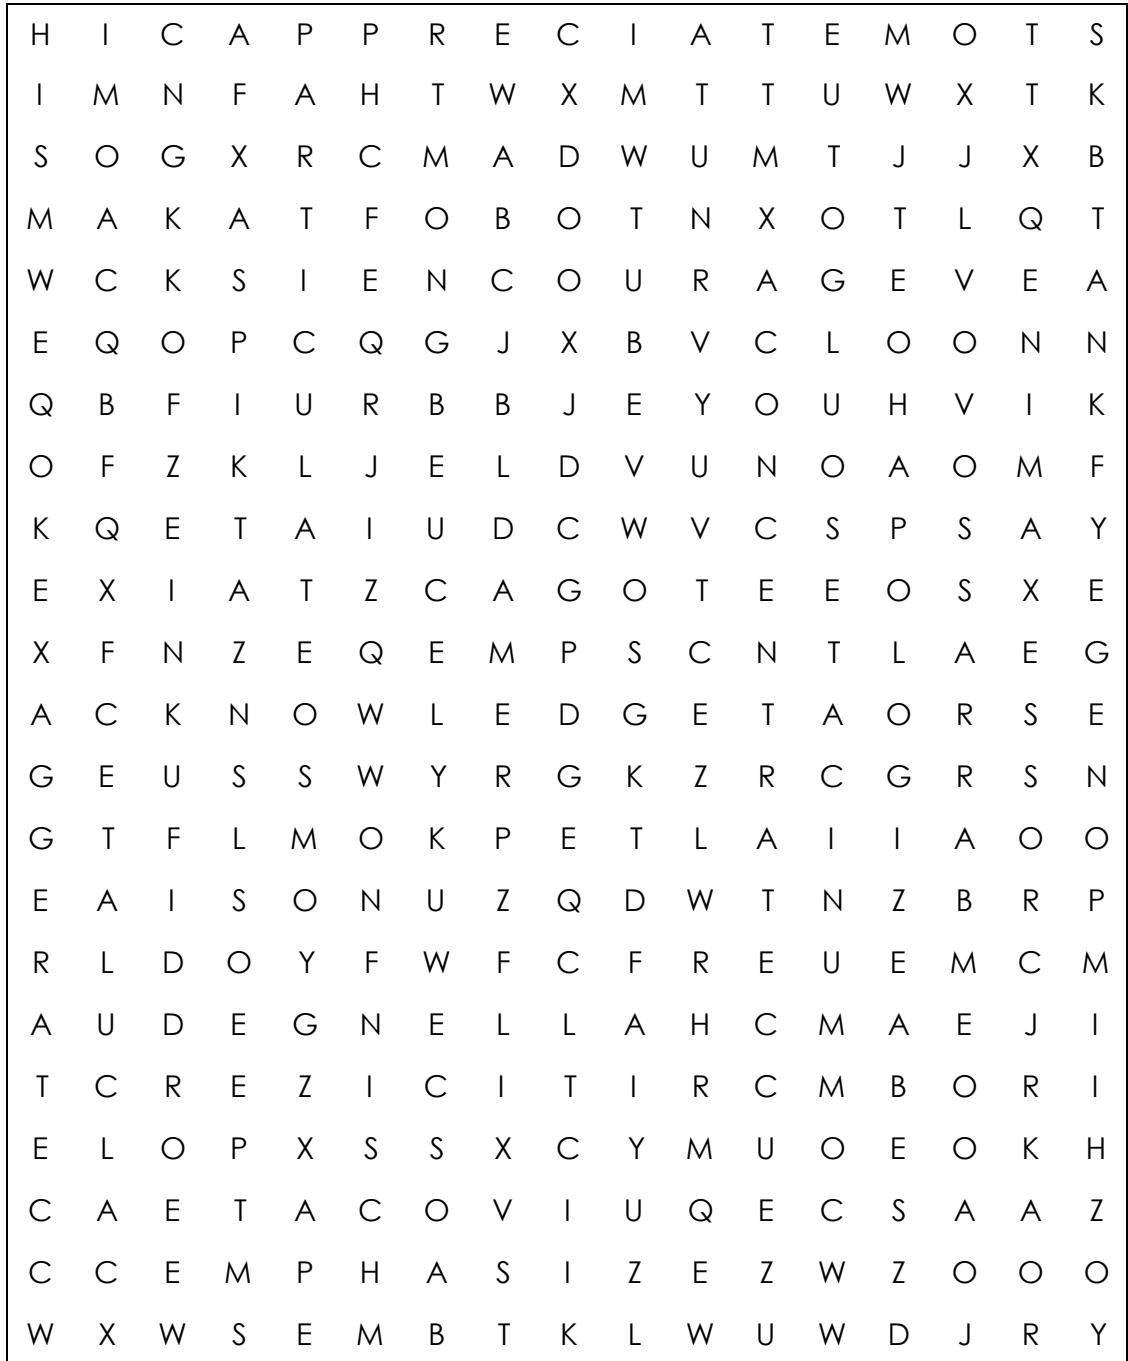 H I C A P P R E C I A T E M O T S
I M N F A H T W X M T T U W X T K
S O G X R C M A D W U M T J J X B
M A K A T F O B O T N X O T L Q T
W C K S I E N C O U R A G E V E A
E Q O P C Q G J X B V C L O O N N
Q B F I U R B B J E Y O U H V I K
O F Z K L J E L D V U N O A O M F
K Q E T A I U D C W V C S P S A Y
E X I A T Z C A G O T E E O S X E
X F N Z E Q E M P S C N T L A E G
A C K N O W L E D G E T A O R S E
G E U S S W Y R G K Z R C G R S N
G T F L M O K P E T L A I I A O O
E A I S O N U Z Q D W T N Z B R P
R L D O Y F W F C F R E U E M C M
A U D E G N E L L A H C M A E J I
T C R E Z I C I T I R C M B O R I
E L O P X S S X C Y M U O E O K H
C A E T A C O V I U Q E C S A A Z
C C E M P H A S I Z E Z W Z O O O
W X W S E M B T K L W U W D J R Y